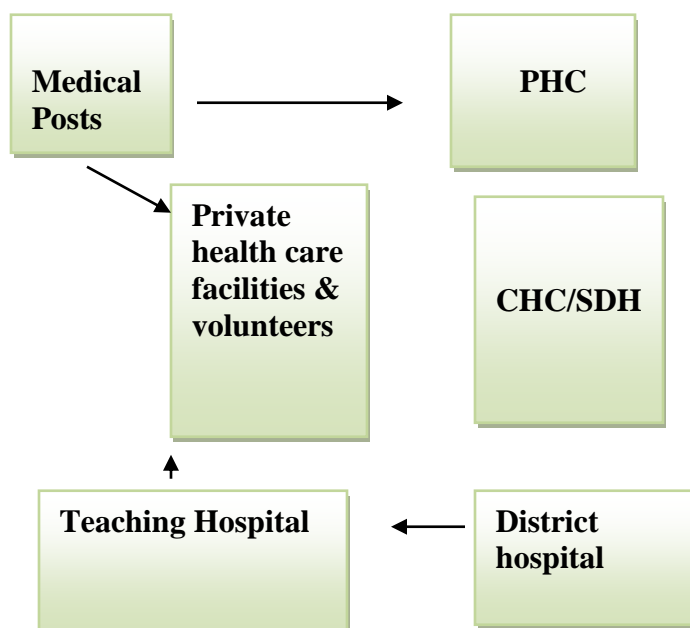 Medical
Posts
PHC
Private
health care
facilities &
volunteers
CHC/SDH
Teaching Hospital
District
hospital